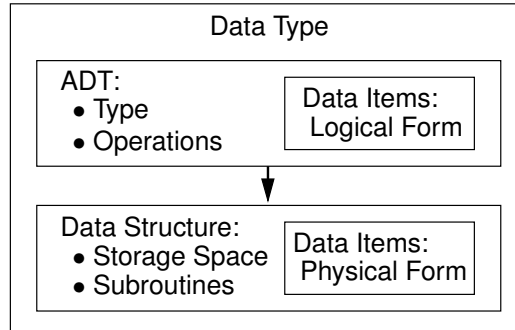 Data Type
ADT:
• Type
• Operations
Data Items:
Logical Form
Data Structure:
• Storage Space
• Subroutines
Data Items:
Physical Form